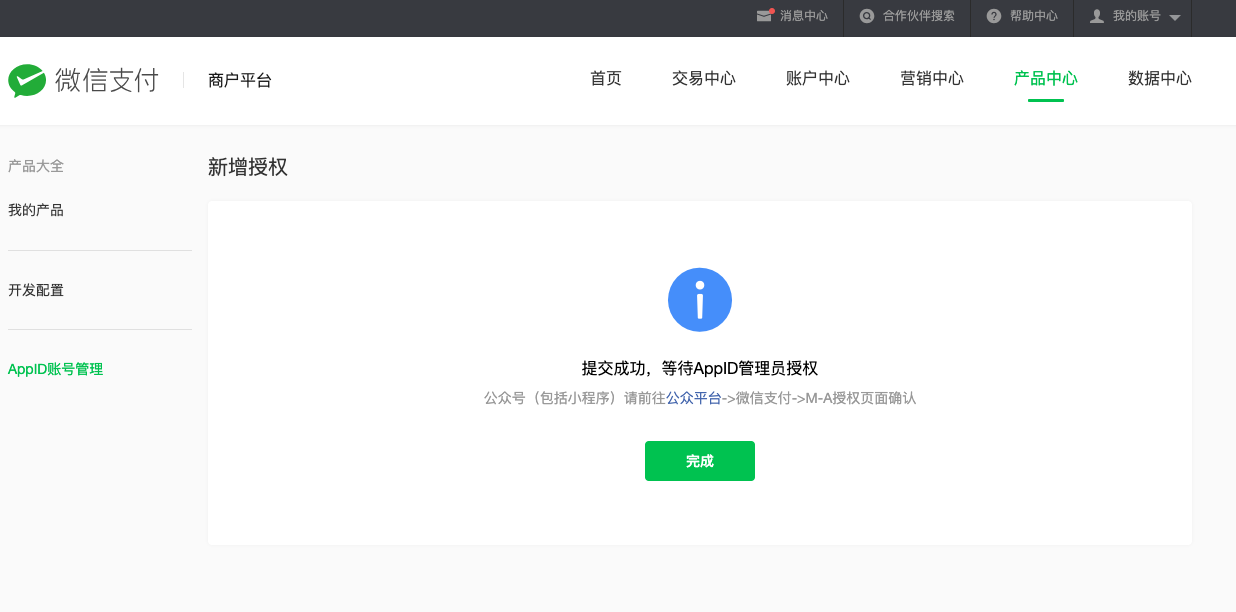 消息中心 合作伙伴搜索 帮助中心 我的账号
微信支付 商户平台 首页 交易中心 账户中心 营销中心 产品中心 数据中心
产品大全
新增授权
我的产品
开发配置
AppID账号管理
提交成功，等待AppID管理员授权
公众号（包括小程序）请前往公众平台->微信支付->M-A授权页面确认
完成